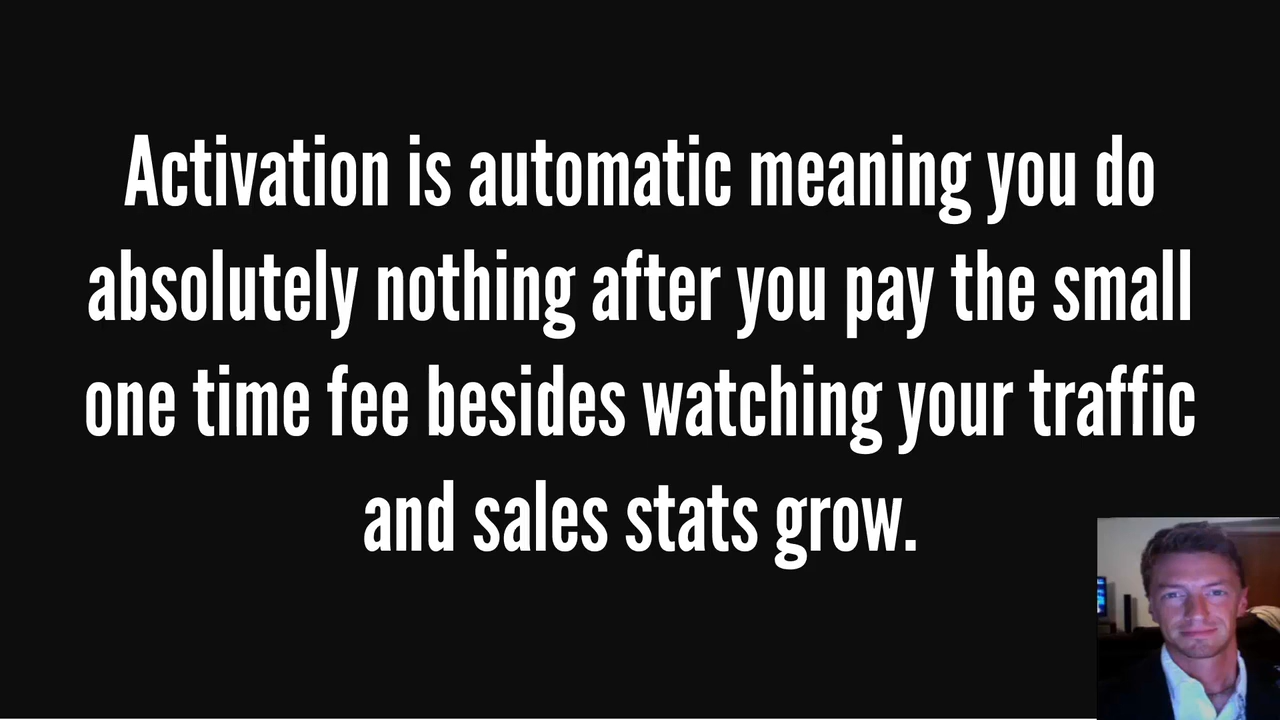 Activation is automatic meaning you do
absolutely nothing after you pay the small
one time fee besides watching your traffic
and sales stats grow.